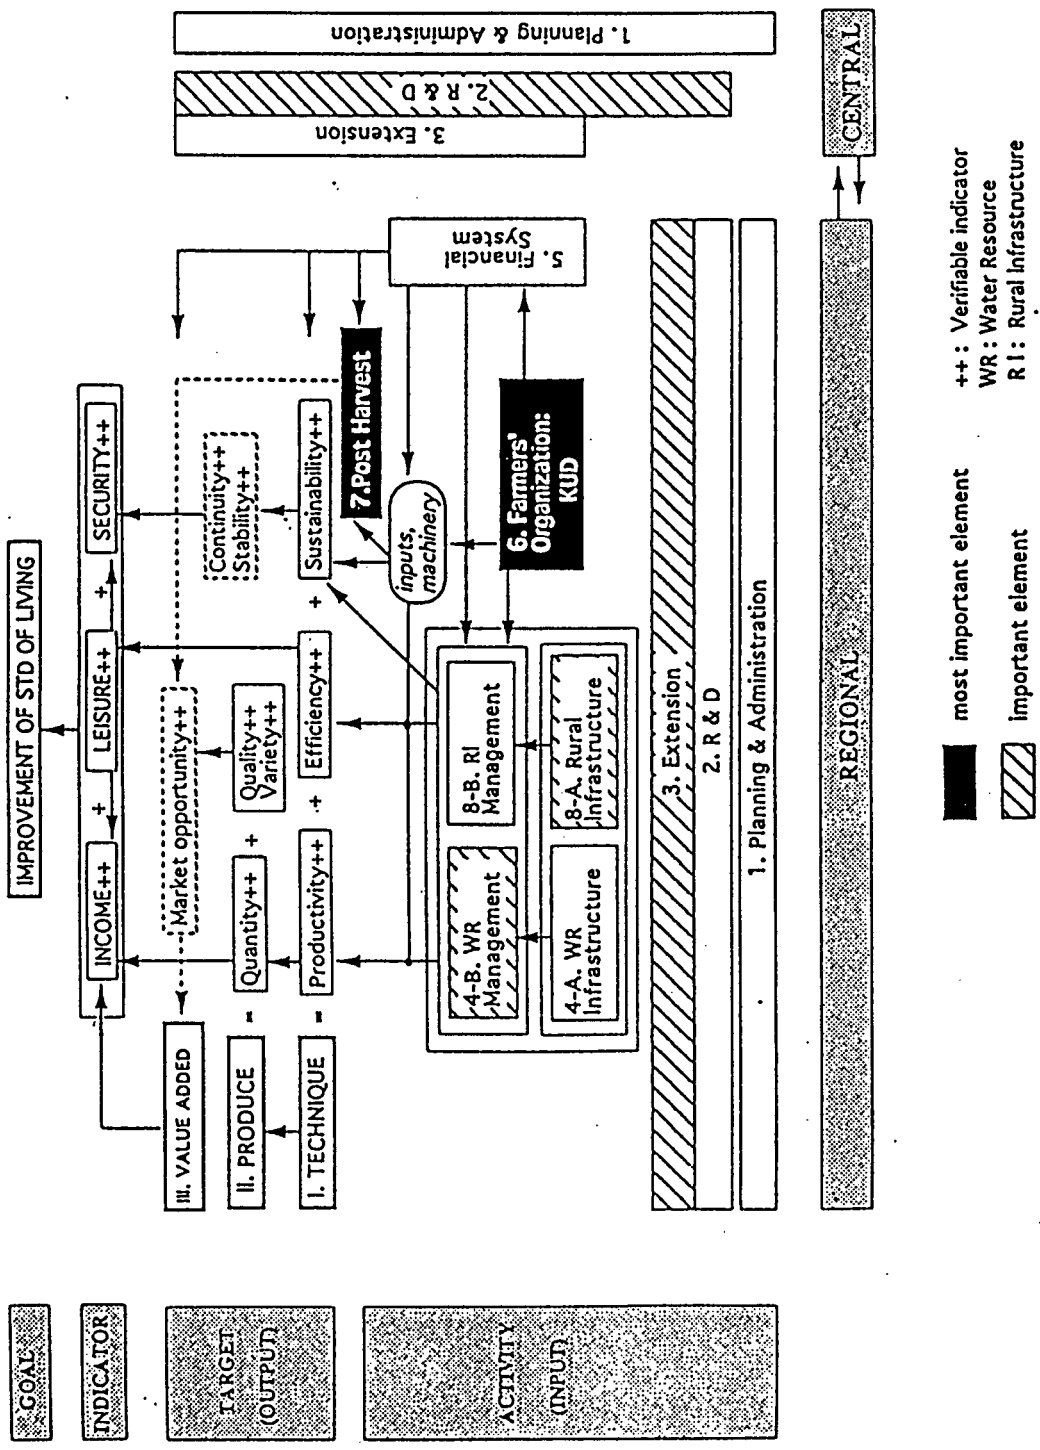 GOAL
IMPROVEMENT OF STD OF LIVING
INDICATOR
INCOME++
+
LEISURE++
+
SECURITY++
TARGET
(OUTPUT)
III. VALUE ADDED
Market opportunity++
Continuity++
Stability++
II. PRODUCE
=
Quantity++
+
Quality++
Variety++
I. TECHNIQUE
=
Productivity++
+
Efficiency++
+
Sustainability++
7.Post Harvest
ACTIVITY
(INPUT)
inputs,
machinery
5. Financial
System
4-B. WR
Management
8-B. RI
Management
6. Farmers'
Organization:
KUD
4-A. WR
Infrastructure
8-A. Rural
Infrastructure
3. Extension
2. R & D
1. Planning & Administration
3. Extension
2. R & D
1. Planning & Administration
REGIONAL
CENTRAL
most important element
important element
++ : Verifiable indicator
WR : Water Resource
R I : Rural Infrastructure